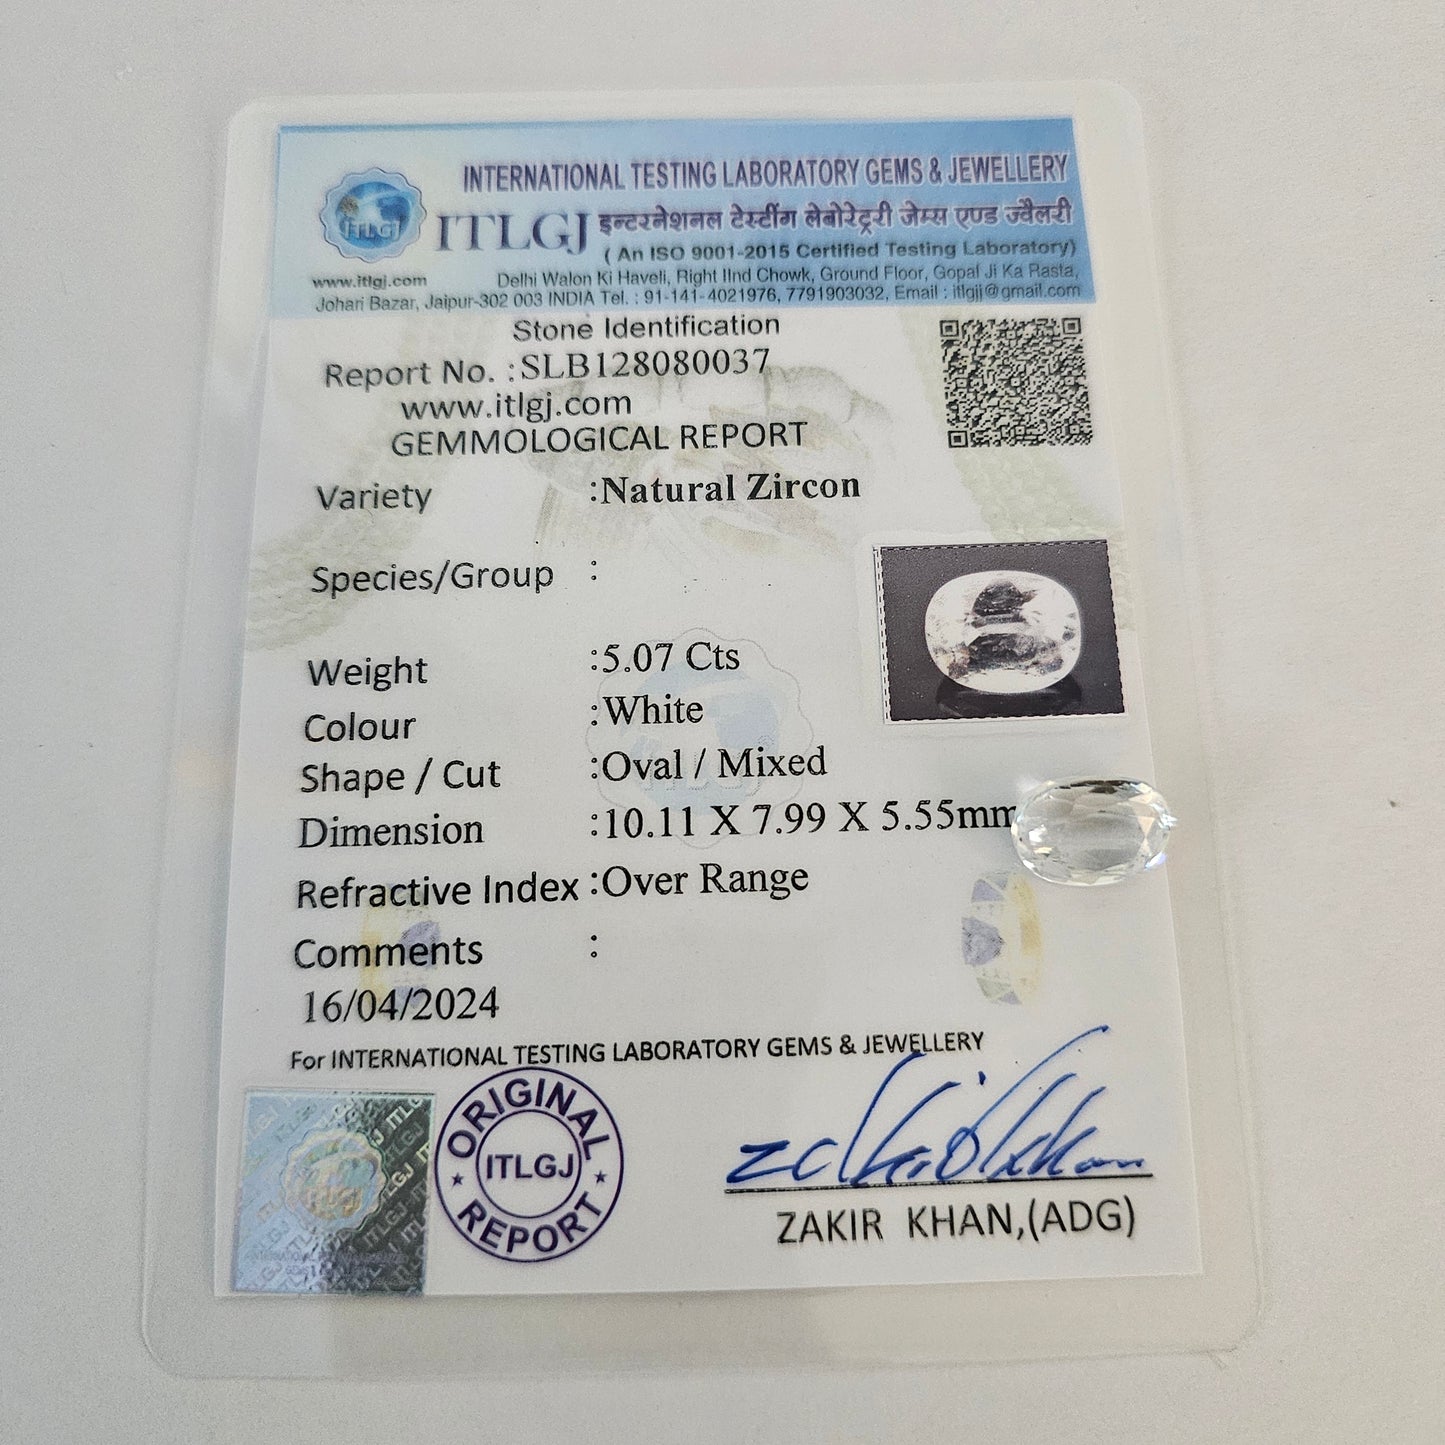 INTERNATIONAL TESTING LABORATORY GEMS & JEWELLERY
ITLGJ
ITLGJ इन्टरनेशनल टेस्टींग लेबोरेट्ररी जेम्स एण्ड ज्वैलरी
( An ISO 9001-2015 Certified Testing Laboratory)
www.itlgj.com Delhi Walon Ki Haveli, Right IInd Chowk, Ground Floor, Gopal Ji Ka Rasta,
Johari Bazar, Jaipur-302 003 INDIA Tel. : 91-141-4021976, 7791903032, Email : itlgjj@gmail.com
Stone Identification
Report No. :SLB128080037
www.itlgj.com
GEMMOLOGICAL REPORT
Variety :Natural Zircon
Species/Group :
Weight :5.07 Cts
Colour :White
Shape / Cut :Oval / Mixed
Dimension :10.11 X 7.99 X 5.55mm
Refractive Index :Over Range
Comments :
16/04/2024
For INTERNATIONAL TESTING LABORATORY GEMS & JEWELLERY
ORIGINAL
ITLGJ
REPORT
ITLGJ
ZAKIR KHAN,(ADG)